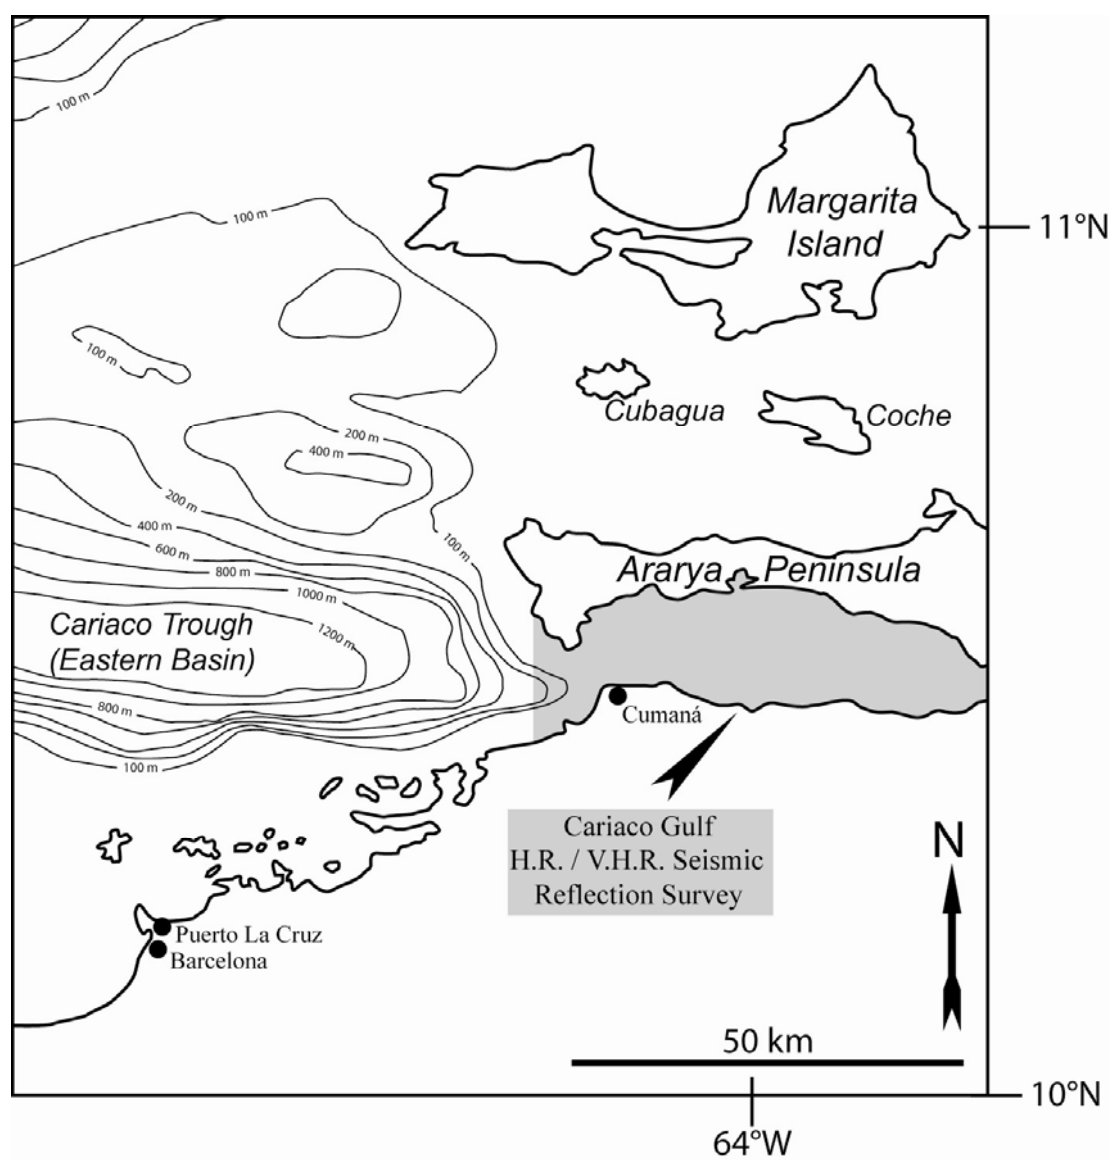 100 m
100 m
Margarita
Island
11°N
100 m
Cubagua
Coche
200 m
400 m
200 m
400 m
100 m
600 m
800 m
Ararya Peninsula
1000 m
Cariaco Trough
(Eastern Basin)
1200 m
800 m
Cumaná
100 m
Cariaco Gulf
H.R. / V.H.R. Seismic
Reflection Survey
N
Puerto La Cruz
Barcelona
50 km
10°N
64°W